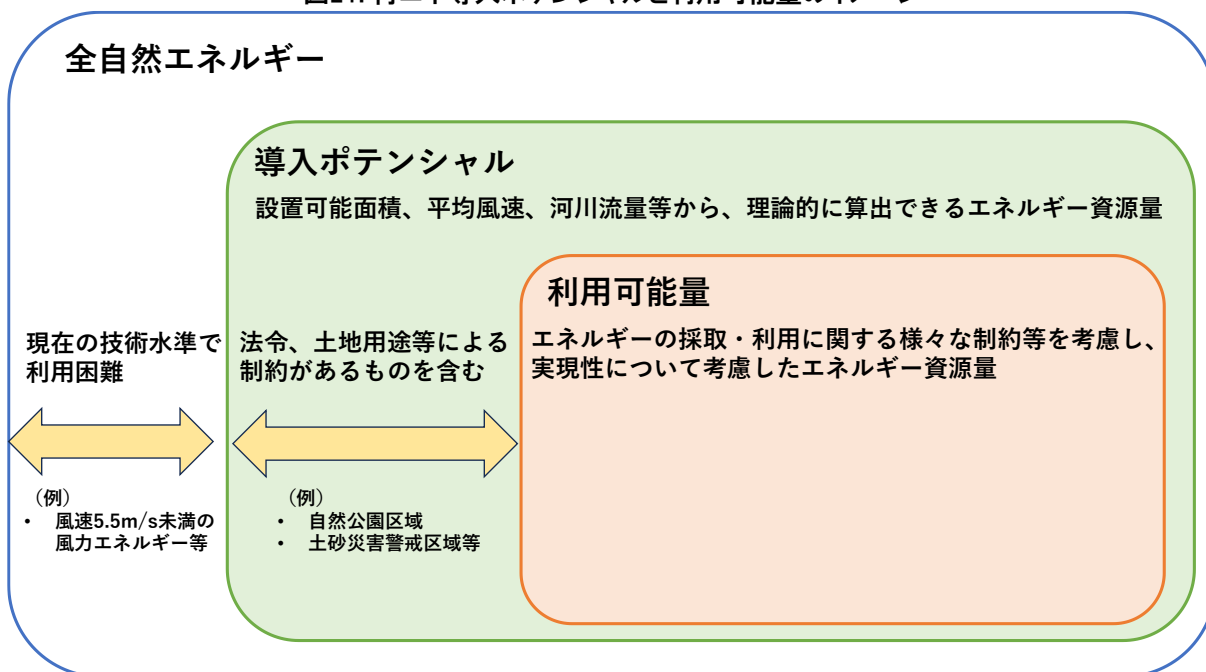 全自然エネルギー
導入ポテンシャル
設置可能面積、平均風速、河川流量等から、理論的に算出できるエネルギー資源量
利用可能量
エネルギーの採取・利用に関する様々な制約等を考慮し、
実現性について考慮したエネルギー資源量
現在の技術水準で
利用困難
法令、土地用途等による
制約があるものを含む
（例）
・ 風速5.5m/s未満の
風力エネルギー等
（例）
・ 自然公園区域
・ 土砂災害警戒区域等